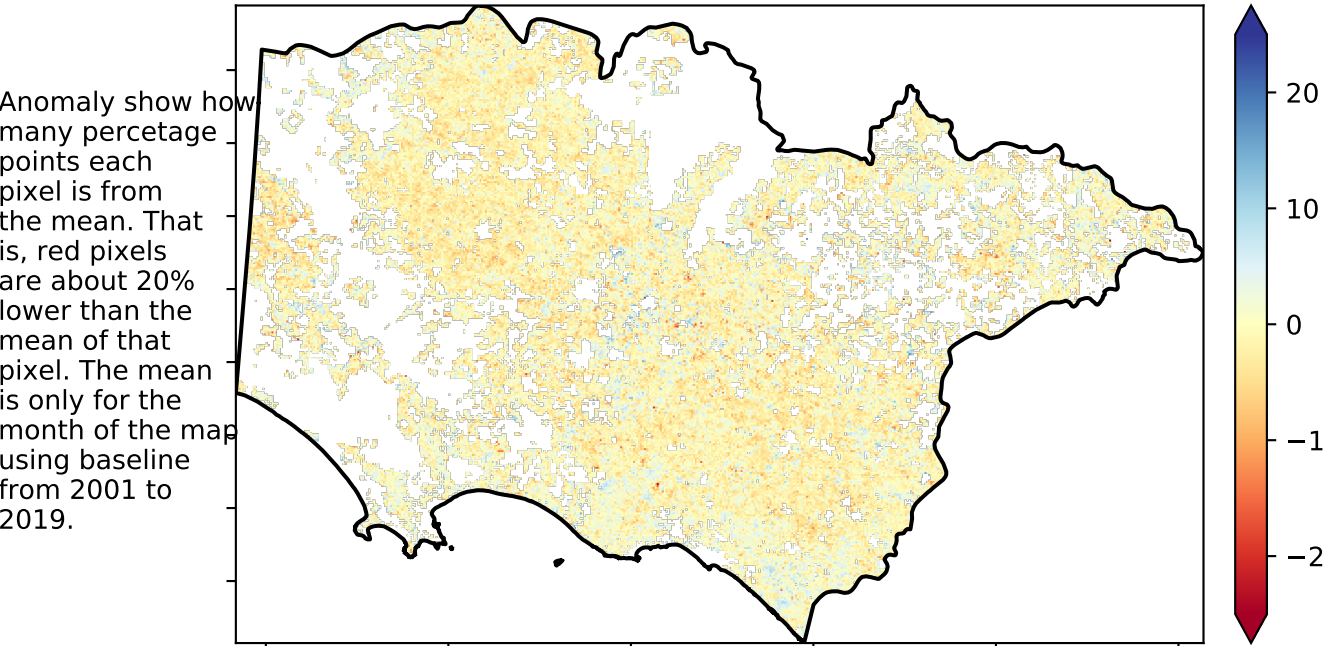 Anomaly show how
many percetage
points each
pixel is from
the mean. That
is, red pixels
are about 20%
lower than the
mean of that
pixel. The mean
is only for the
month of the map
using baseline
from 2001 to
2019.
20
10
0
−1
−2